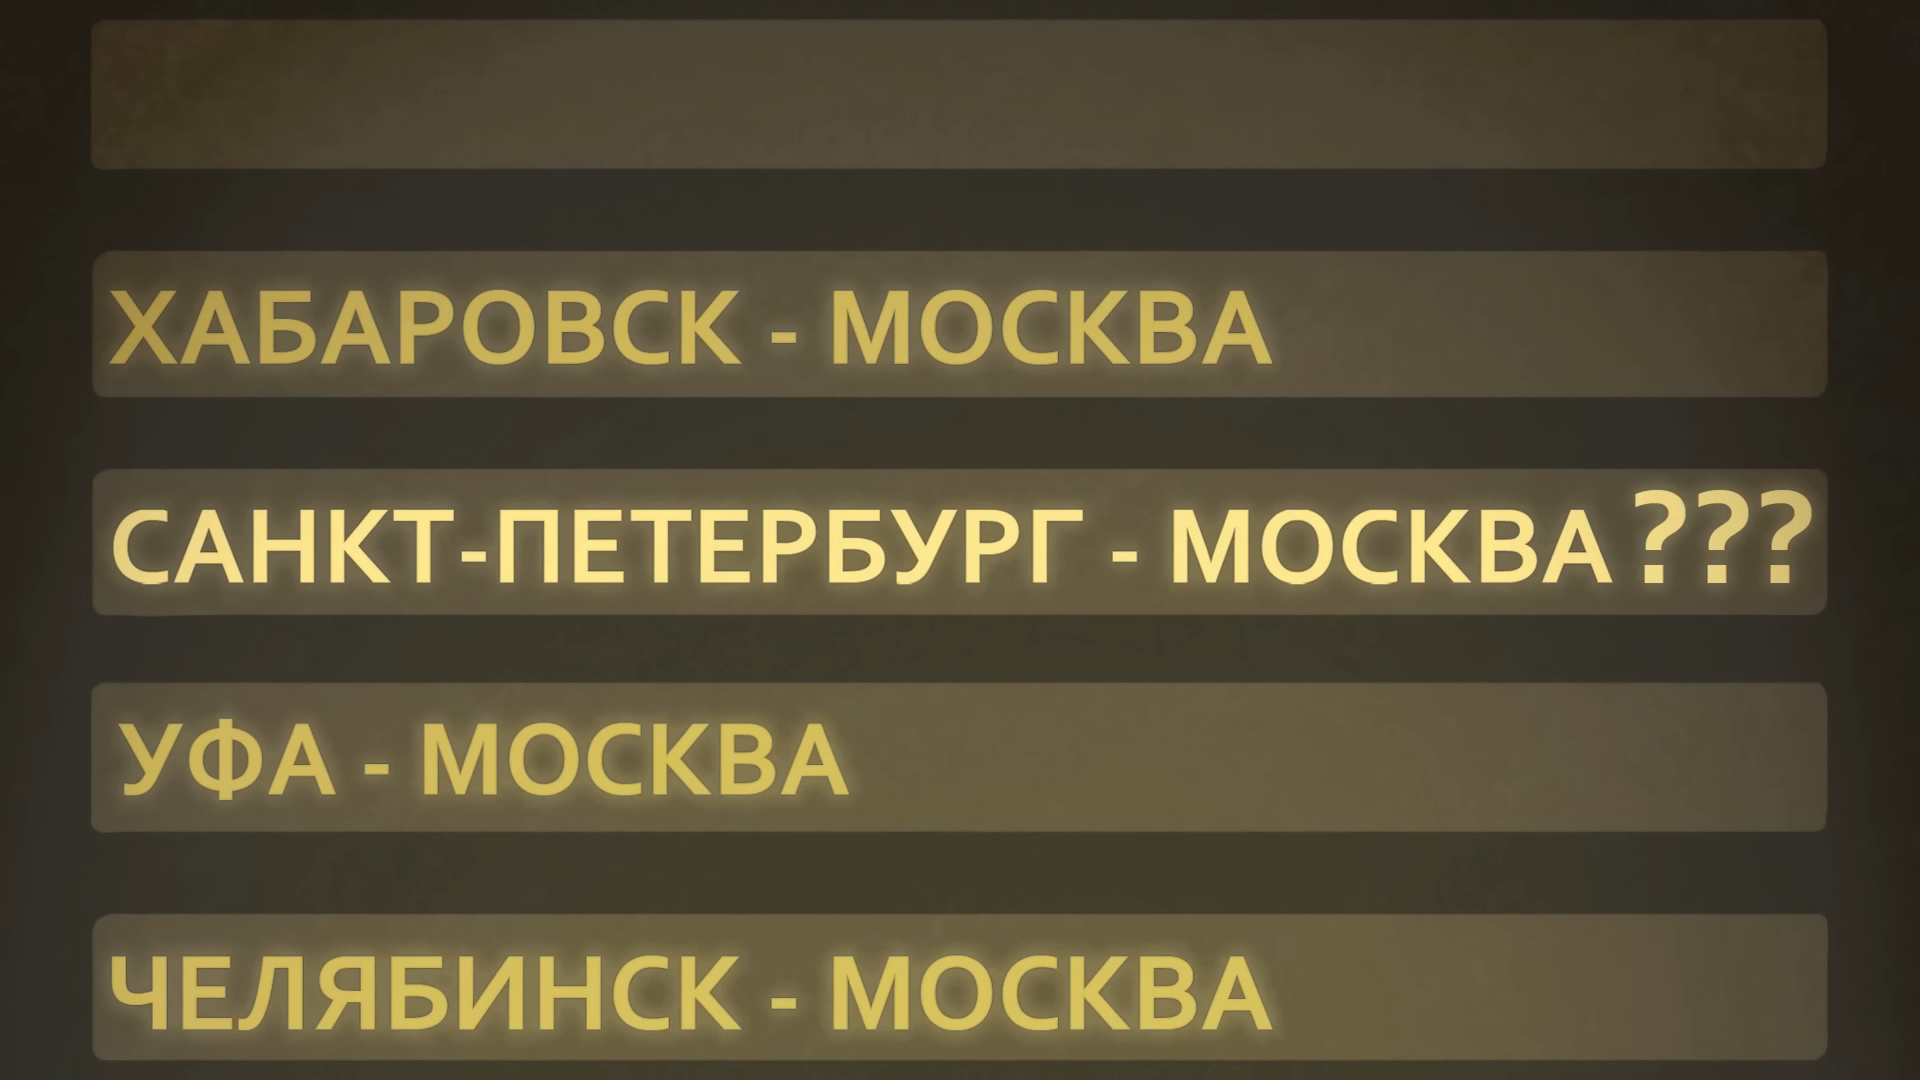 ХАБАРОВСК - МОСКВА
САНКТ-ПЕТЕРБУРГ - МОСКВА???
УФА - МОСКВА
ЧЕЛЯБИНСК - МОСКВА